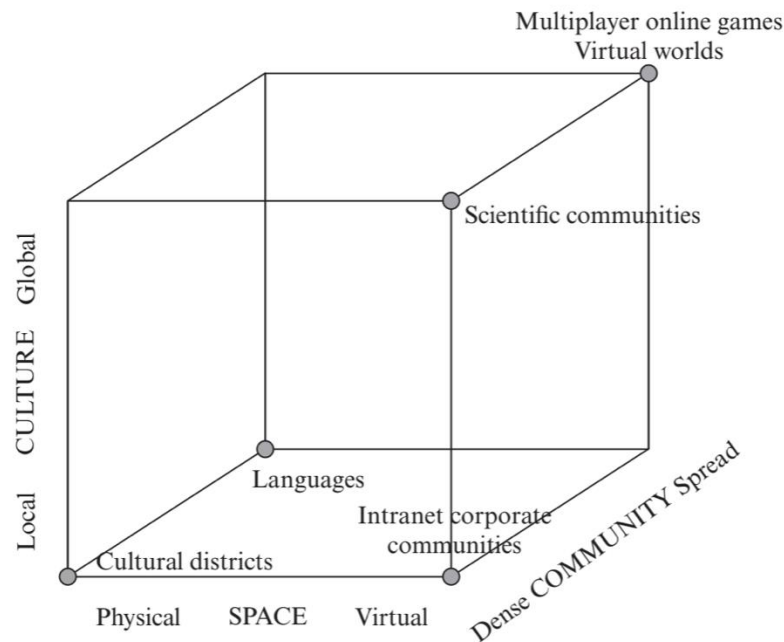 Multiplayer online games
Virtual worlds
Scientific communities
Global
CULTURE
Local
Languages
Intranet corporate
communities
Cultural districts
Physical SPACE Virtual
Dense COMMUNITY Spread